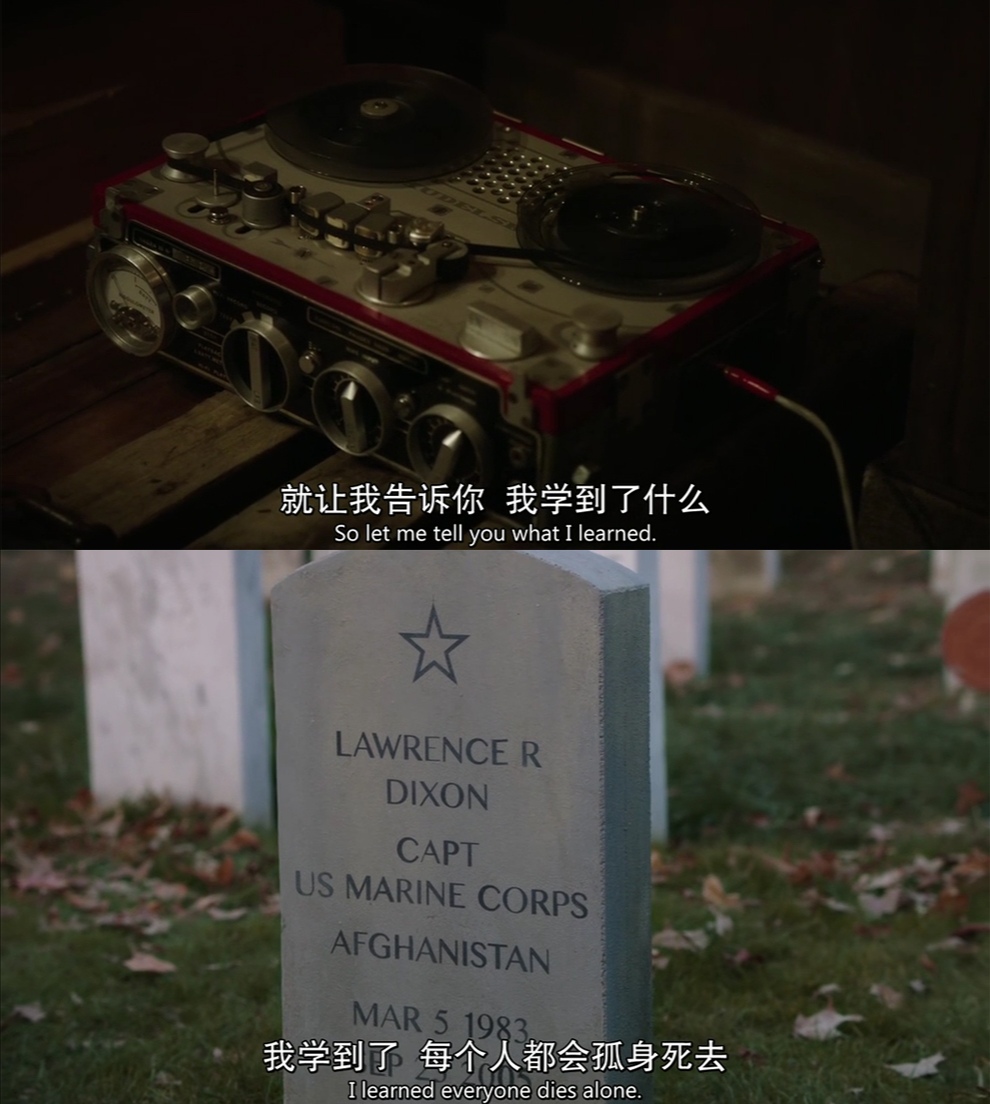 就让我告诉你 我学到了什么
So let me tell you what I learned.
LAWRENCE R
DIXON
CAPT
US MARINE CORPS
AFGHANISTAN
MAR 5 1983
我学到了 每个人都会孤身死去
I learned everyone dies alone.